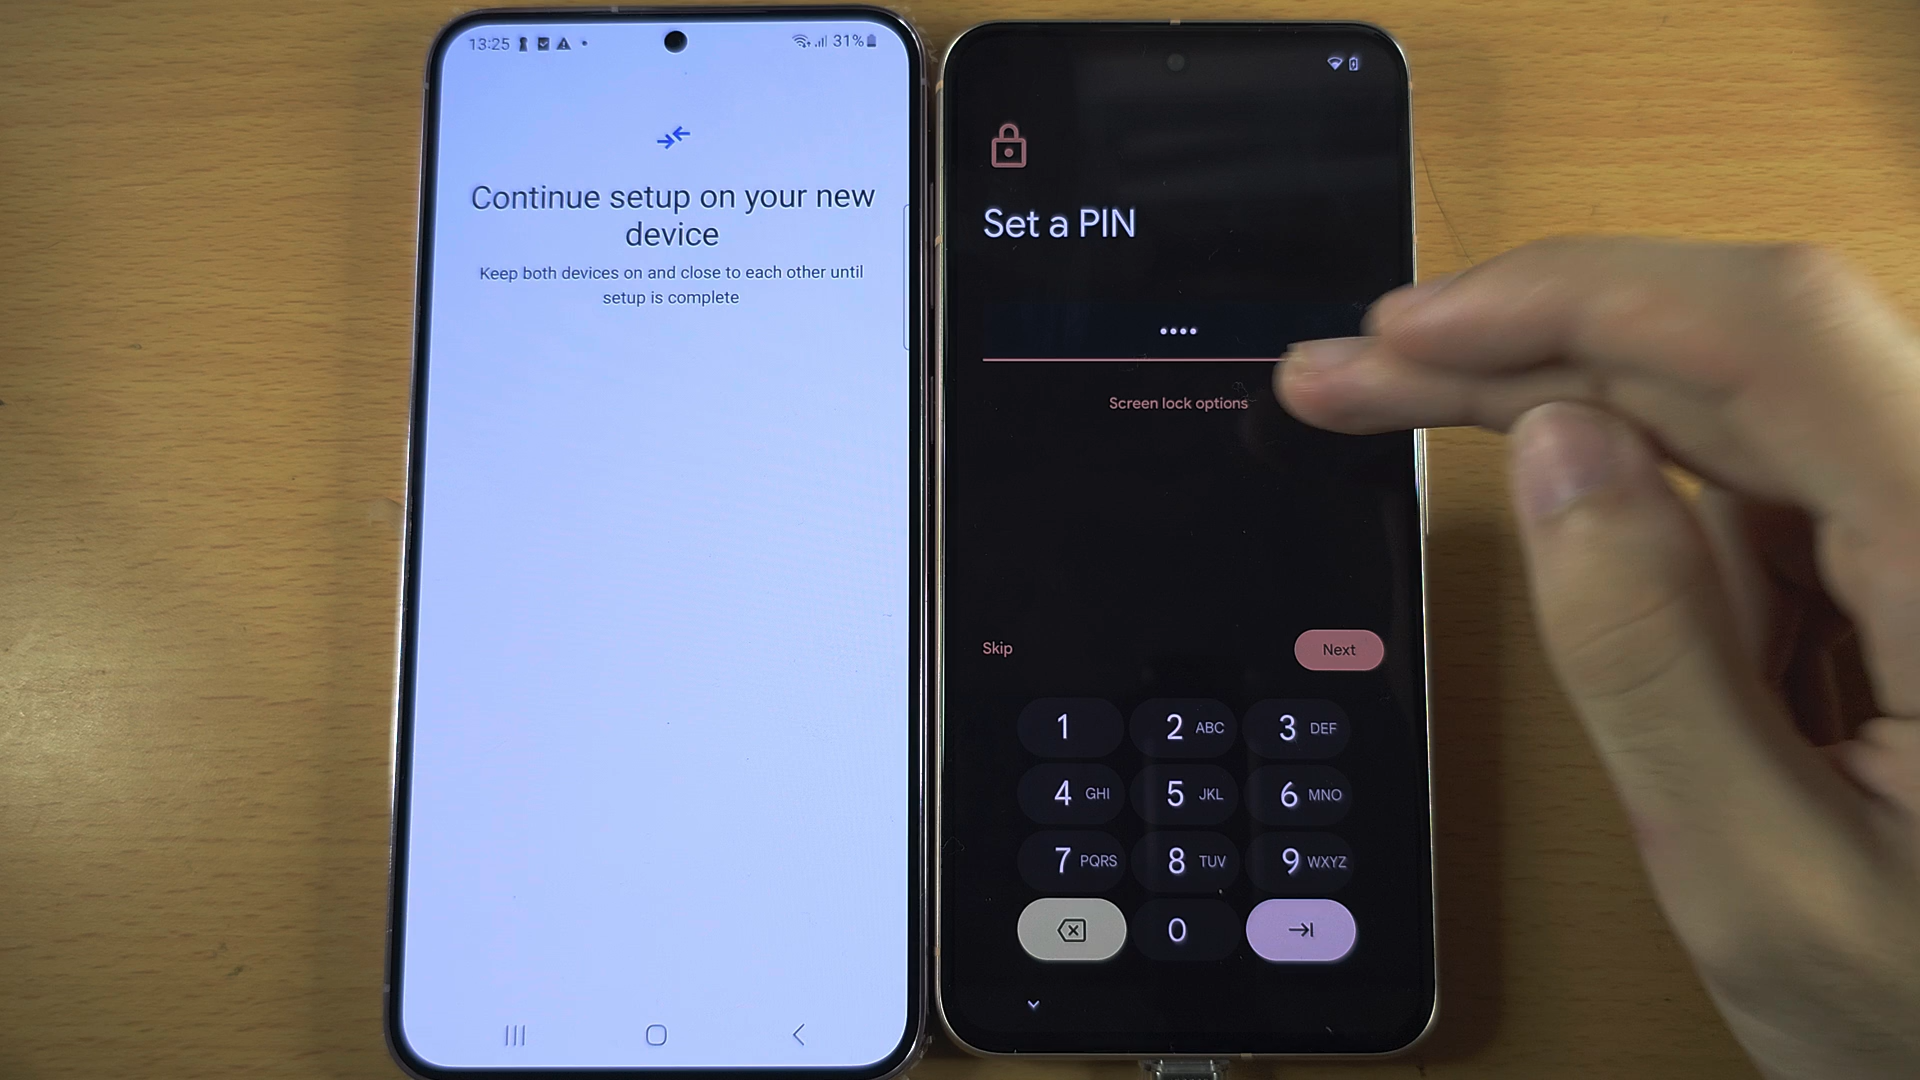 13:25
31%
Continue setup on your new
device
Keep both devices on and close to each other until
setup is complete
Set a PIN
••••
Screen lock options
Skip
Next
1
2 ABC
3 DEF
4 GHI
5 JKL
6 MNO
7 PQRS
8 TUV
9 WXYZ
0